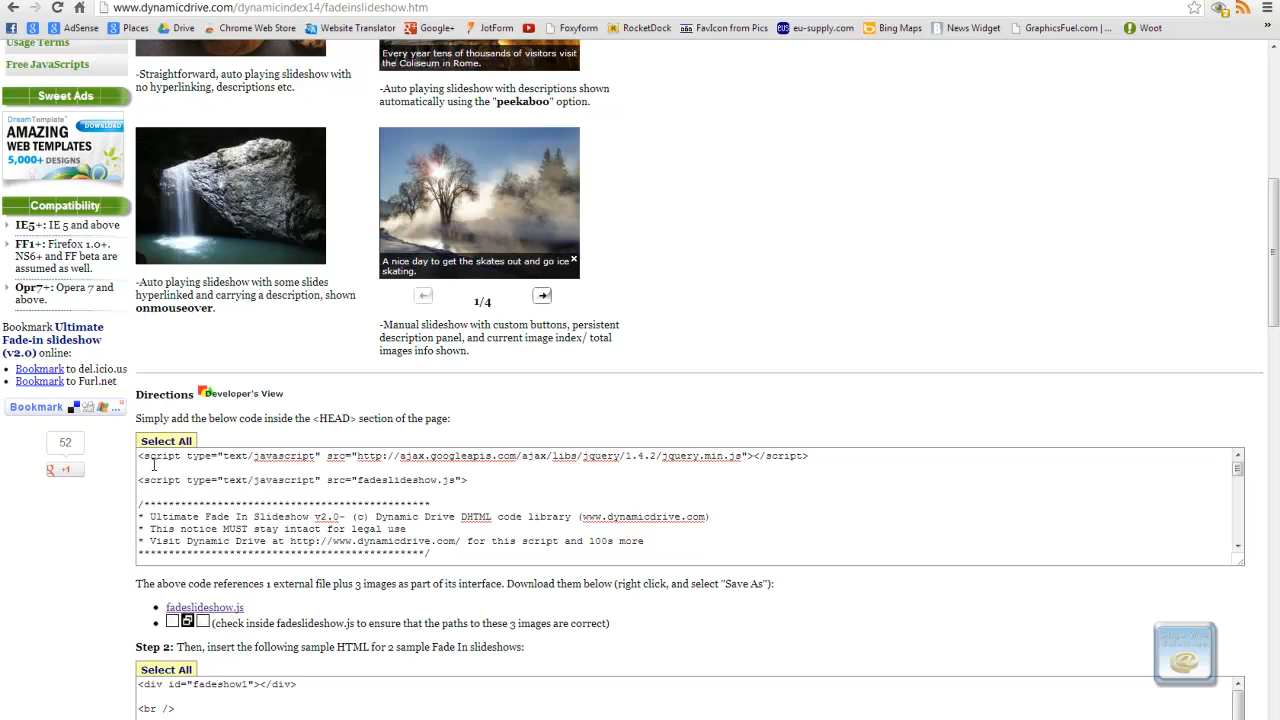 www.dynamicdrive.com/dynamicindex14/fadeinslideshow.htm
AdSense
Places
Drive
Chrome Web Store
Website Translator
Google+
JotForm
Foxyform
RocketDock
FavIcon from Pics
eu-supply.com
Bing Maps
News Widget
GraphicsFuel.com |...
Woot
Usage Terms
Free JavaScripts
Sweet Ads
DreamTemplate
DOWNLOAD
AMAZING
WEB TEMPLATES
5,000+ DESIGNS
Compatibility
IE5+: IE 5 and above
FF1+: Firefox 1.0+.
NS6+ and FF beta are
assumed as well.
Opr7+: Opera 7 and
above.
Bookmark Ultimate
Fade-in slideshow
(v2.0) online:
Bookmark to del.icio.us
Bookmark to Furl.net
Bookmark
52
+1
-Straightforward, auto playing slideshow with
no hyperlinking, descriptions etc.
Every year tens of thousands of visitors visit
the Coliseum in Rome.
-Auto playing slideshow with descriptions shown
automatically using the "peekaboo" option.
-Auto playing slideshow with some slides
hyperlinked and carrying a description, shown
onmouseover.
A nice day to get the skates out and go ice
skating.
1/4
-Manual slideshow with custom buttons, persistent
description panel, and current image index/ total
images info shown.
Directions Developer's View
Simply add the below code inside the <HEAD> section of the page:
Select All
<script type="text/javascript" src="http://ajax.googleapis.com/ajax/libs/jquery/1.4.2/jquery.min.js"></script>
<script type="text/javascript" src="fadeslideshow.js">
/***********************************************
* Ultimate Fade In Slideshow v2.0- (c) Dynamic Drive DHTML code library (www.dynamicdrive.com)
* This notice MUST stay intact for legal use
* Visit Dynamic Drive at http://www.dynamicdrive.com/ for this script and 100s more
***********************************************/
The above code references 1 external file plus 3 images as part of its interface. Download them below (right click, and select "Save As"):
fadeslideshow.js
(check inside fadeslideshow.js to ensure that the paths to these 3 images are correct)
Step 2: Then, insert the following sample HTML for 2 sample Fade In slideshows:
Select All
<div id="fadeshow1"></div>
<br />